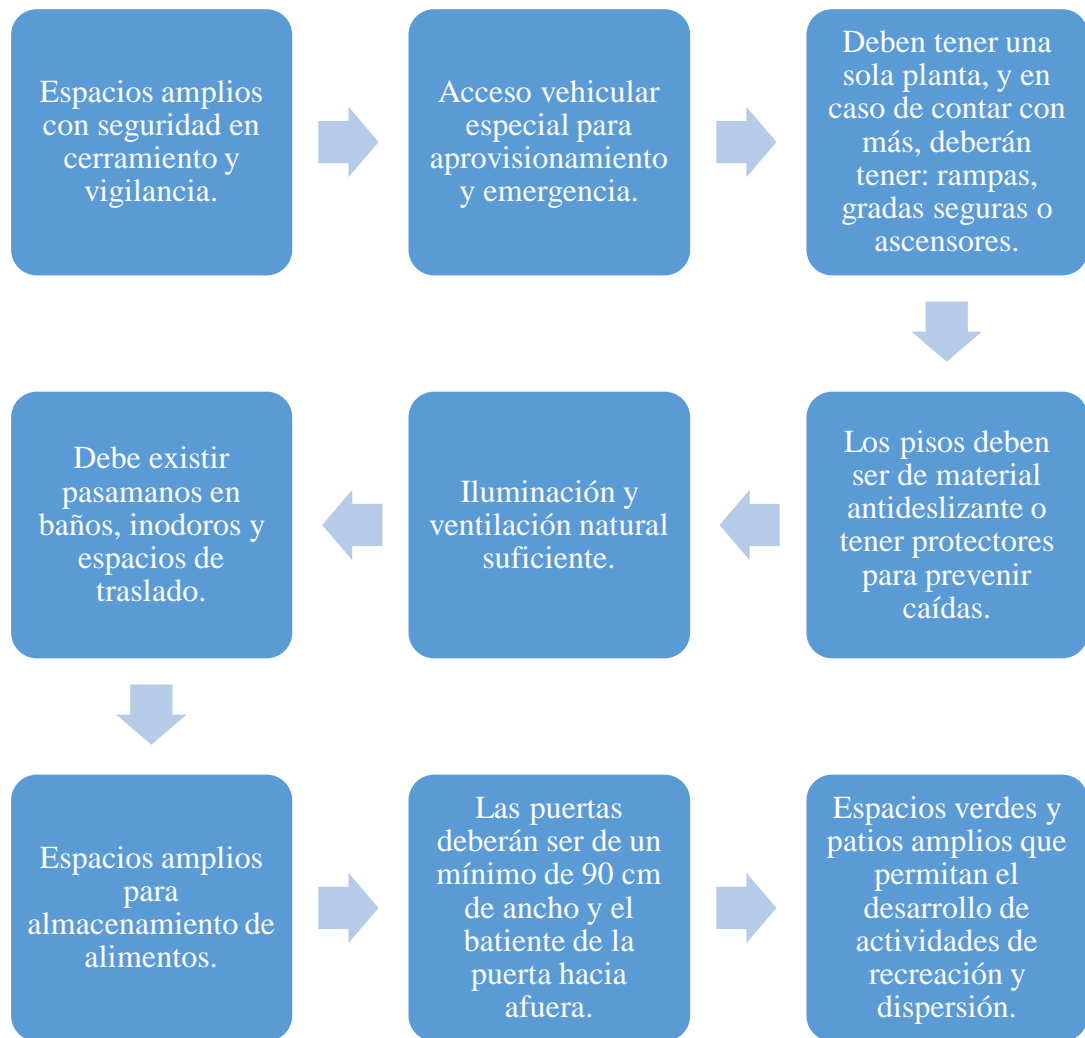 Espacios amplios
con seguridad en
cerramiento y
vigilancia.
Acceso vehicular
especial para
aprovisionamiento
y emergencia.
Deben tener una
sola planta, y en
caso de contar con
más, deberán
tener: rampas,
gradas seguras o
ascensores.
Los pisos deben
ser de material
antideslizante o
tener protectores
para prevenir
caídas.
Iluminación y
ventilación natural
suficiente.
Debe existir
pasamanos en
baños, inodoros y
espacios de
traslado.
Espacios amplios
para
almacenamiento de
alimentos.
Las puertas
deberán ser de un
mínimo de 90 cm
de ancho y el
batiente de la
puerta hacia
afuera.
Espacios verdes y
patios amplios que
permitan el
desarrollo de
actividades de
recreación y
dispersión.